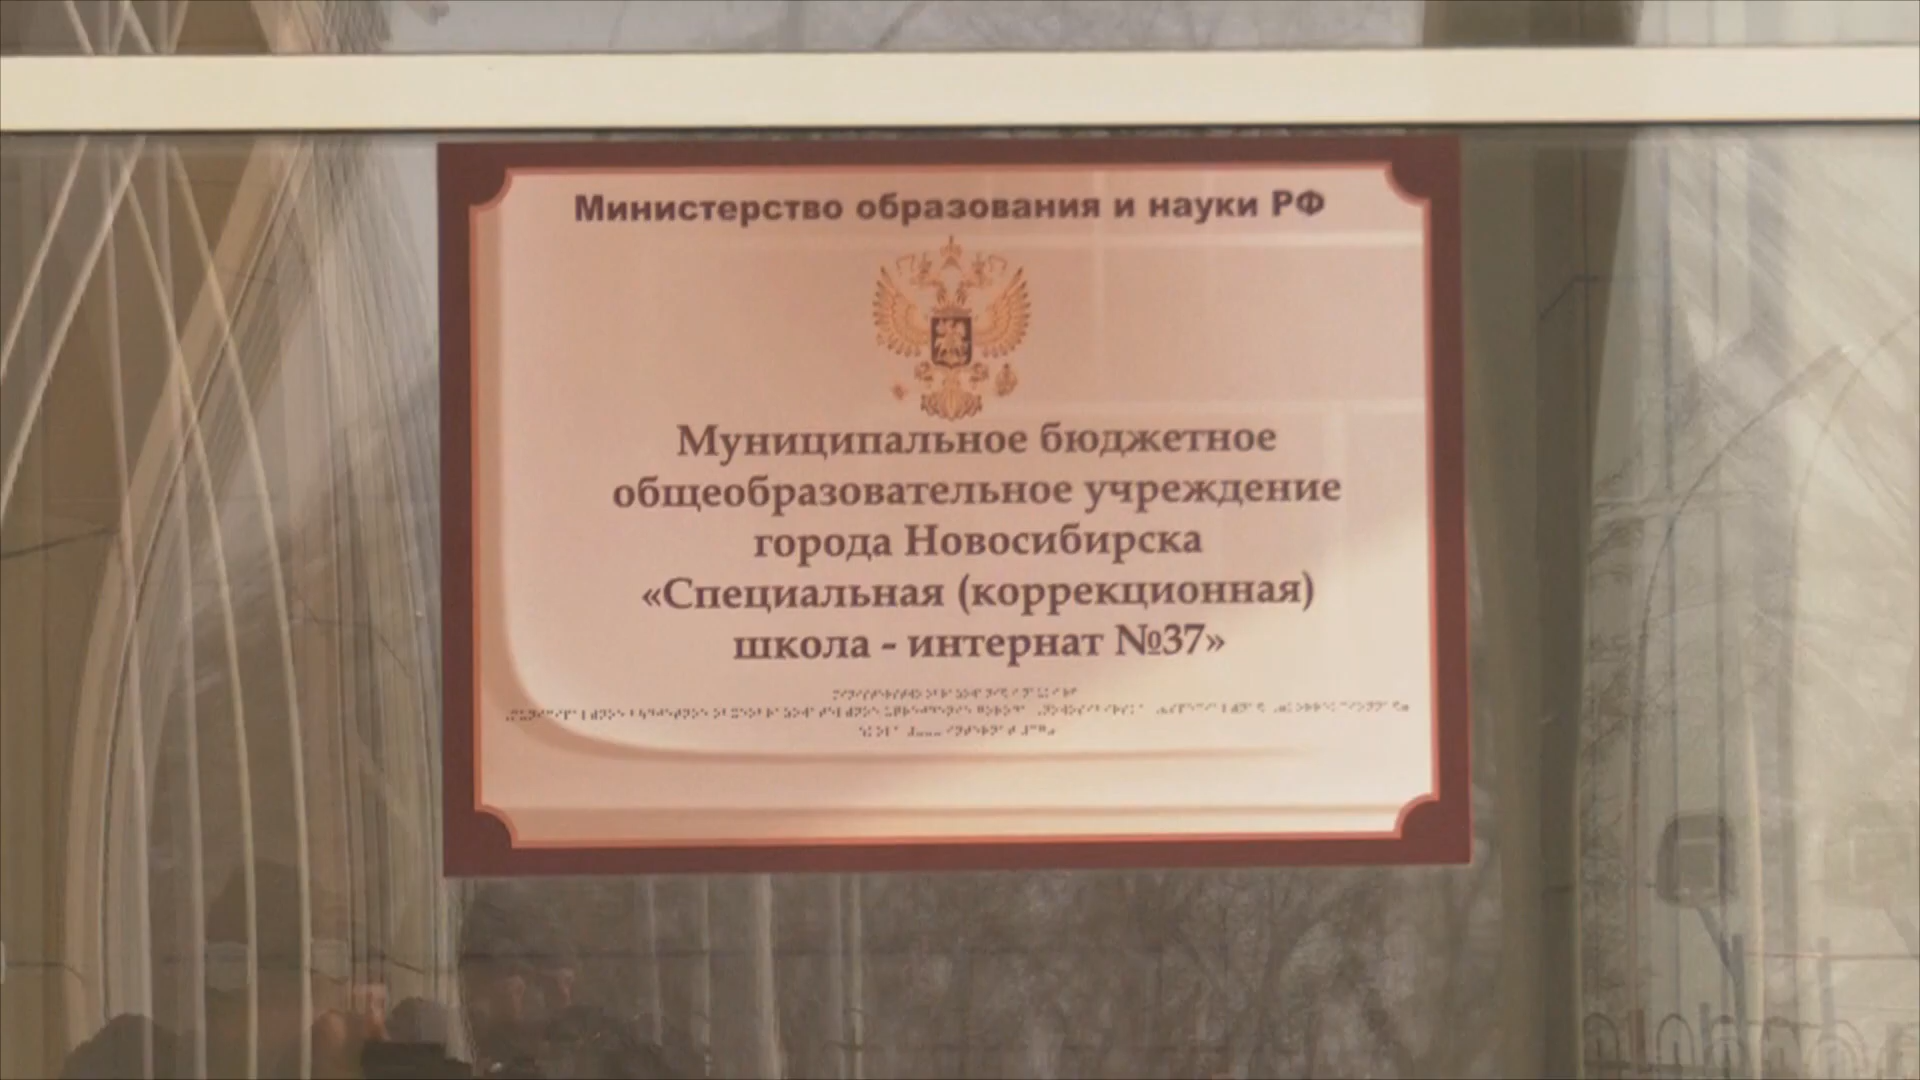 Министерство образования и науки РФ
Муниципальное бюджетное
общеобразовательное учреждение
города Новосибирска
«Специальная (коррекционная)
школа - интернат №37»